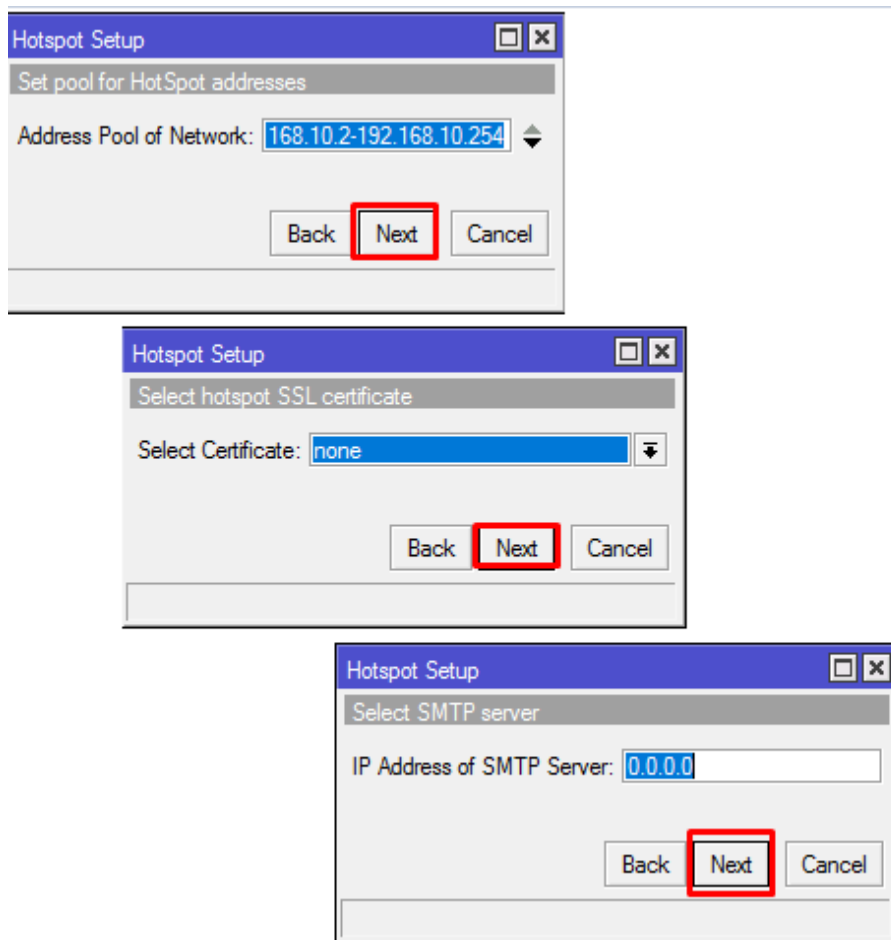 Hotspot Setup
Set pool for HotSpot addresses
Address Pool of Network: 168.10.2-192.168.10.254
Back Next Cancel
Hotspot Setup
Select hotspot SSL certificate
Select Certificate: none
Back Next Cancel
Hotspot Setup
Select SMTP server
IP Address of SMTP Server: 0.0.0.0
Back Next Cancel